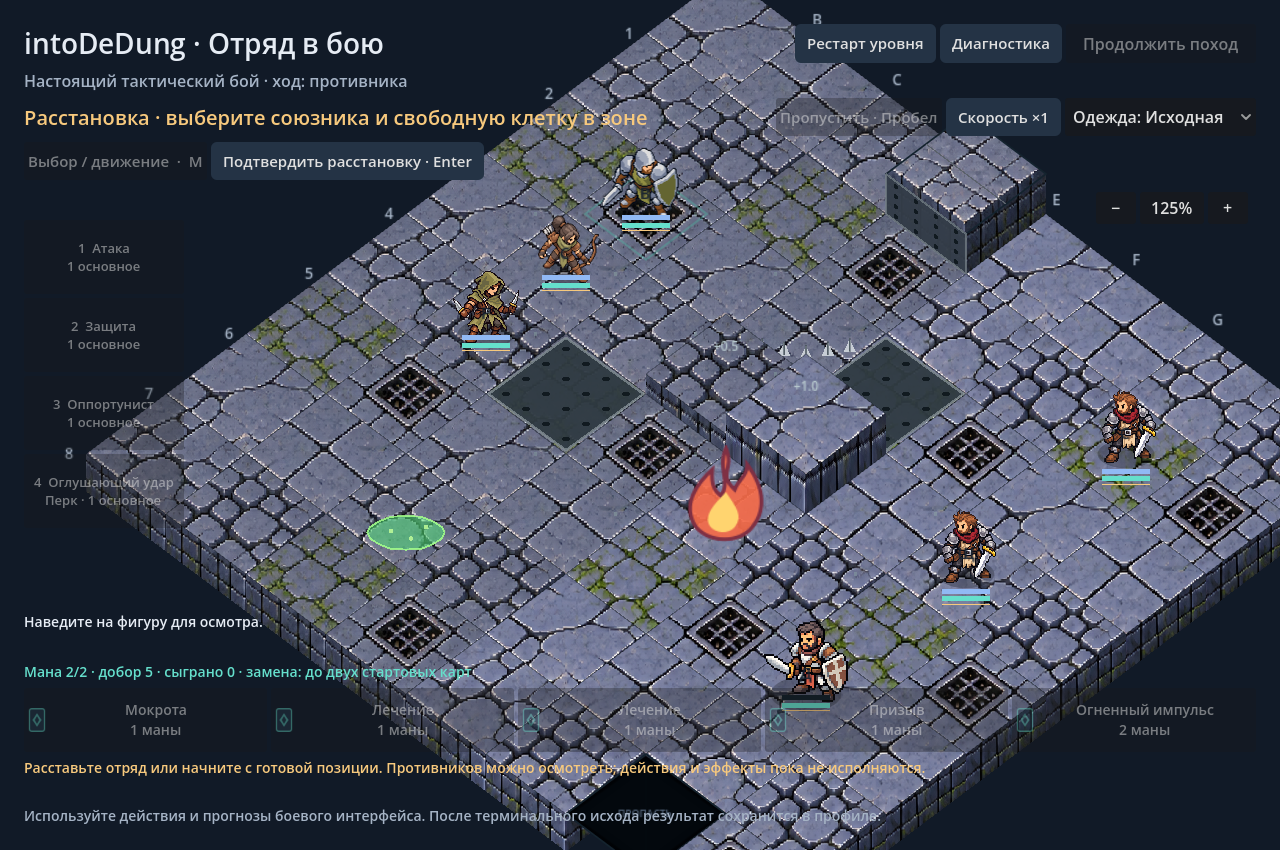 intoDeDung · Отряд в бою
B
1
Рестарт уровня
Диагностика
Продолжить поход
Настоящий тактический бой · ход: противника
C
2
Расстановка · выберите союзника и свободную клетку в зоне
Пропустить · Пробел
Скорость ×1
Одежда: Исходная
Выбор / движение · M
Подтвердить расстановку · Enter
E
−
125%
+
4
1 Атака
1 основное
F
5
G
2 Защита
1 основное
6
+0.5
+1.0
7
3 Оппортунист
1 основное
8
4 Оглушающий удар
Перк · 1 основное
Наведите на фигуру для осмотра.
Мана 2/2 · добор 5 · сыграно 0 · замена: до двух стартовых карт
Мокрота
1 маны
Лечение
1 маны
Лечение
1 маны
Призыв
1 маны
Огненный импульс
2 маны
Расставьте отряд или начните с готовой позиции. Противников можно осмотреть, действия и эффекты пока не исполняются.
Используйте действия и прогнозы боевого интерфейса. После терминального исхода результат сохранится в профиль.